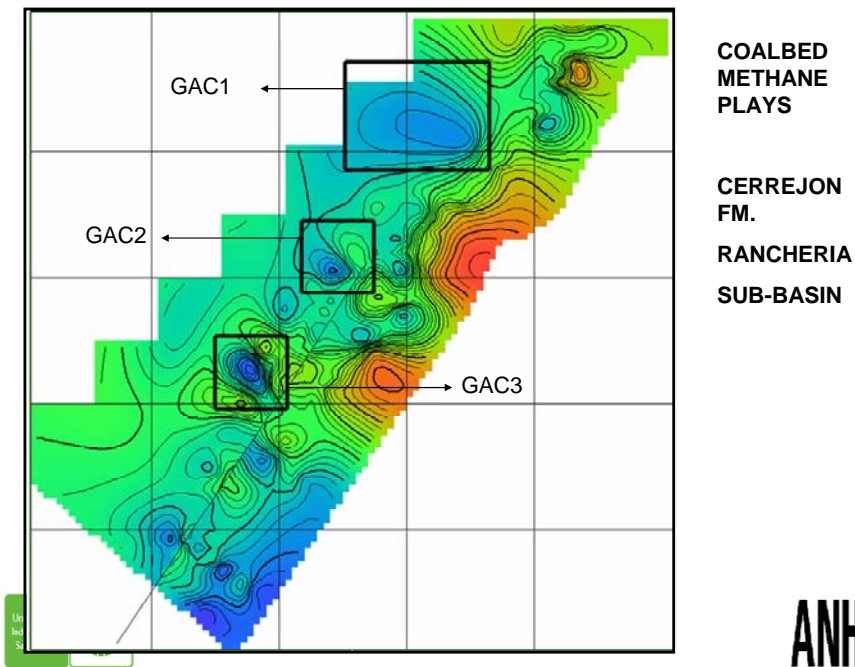 GAC1
GAC2
GAC3
COALBED
METHANE
PLAYS
CERREJON
FM.
RANCHERIA
SUB-BASIN
ANH